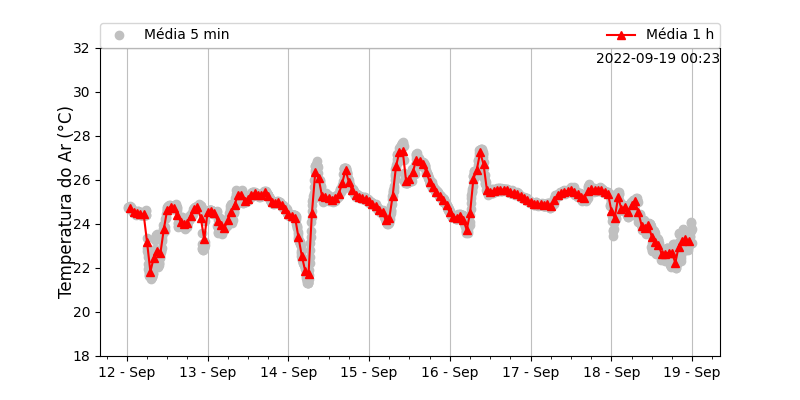 Média 5 min
Média 1 h
2022-09-19 00:23
Temperatura do Ar (°C)
32
30
28
26
24
22
20
18
12 - Sep
13 - Sep
14 - Sep
15 - Sep
16 - Sep
17 - Sep
18 - Sep
19 - Sep